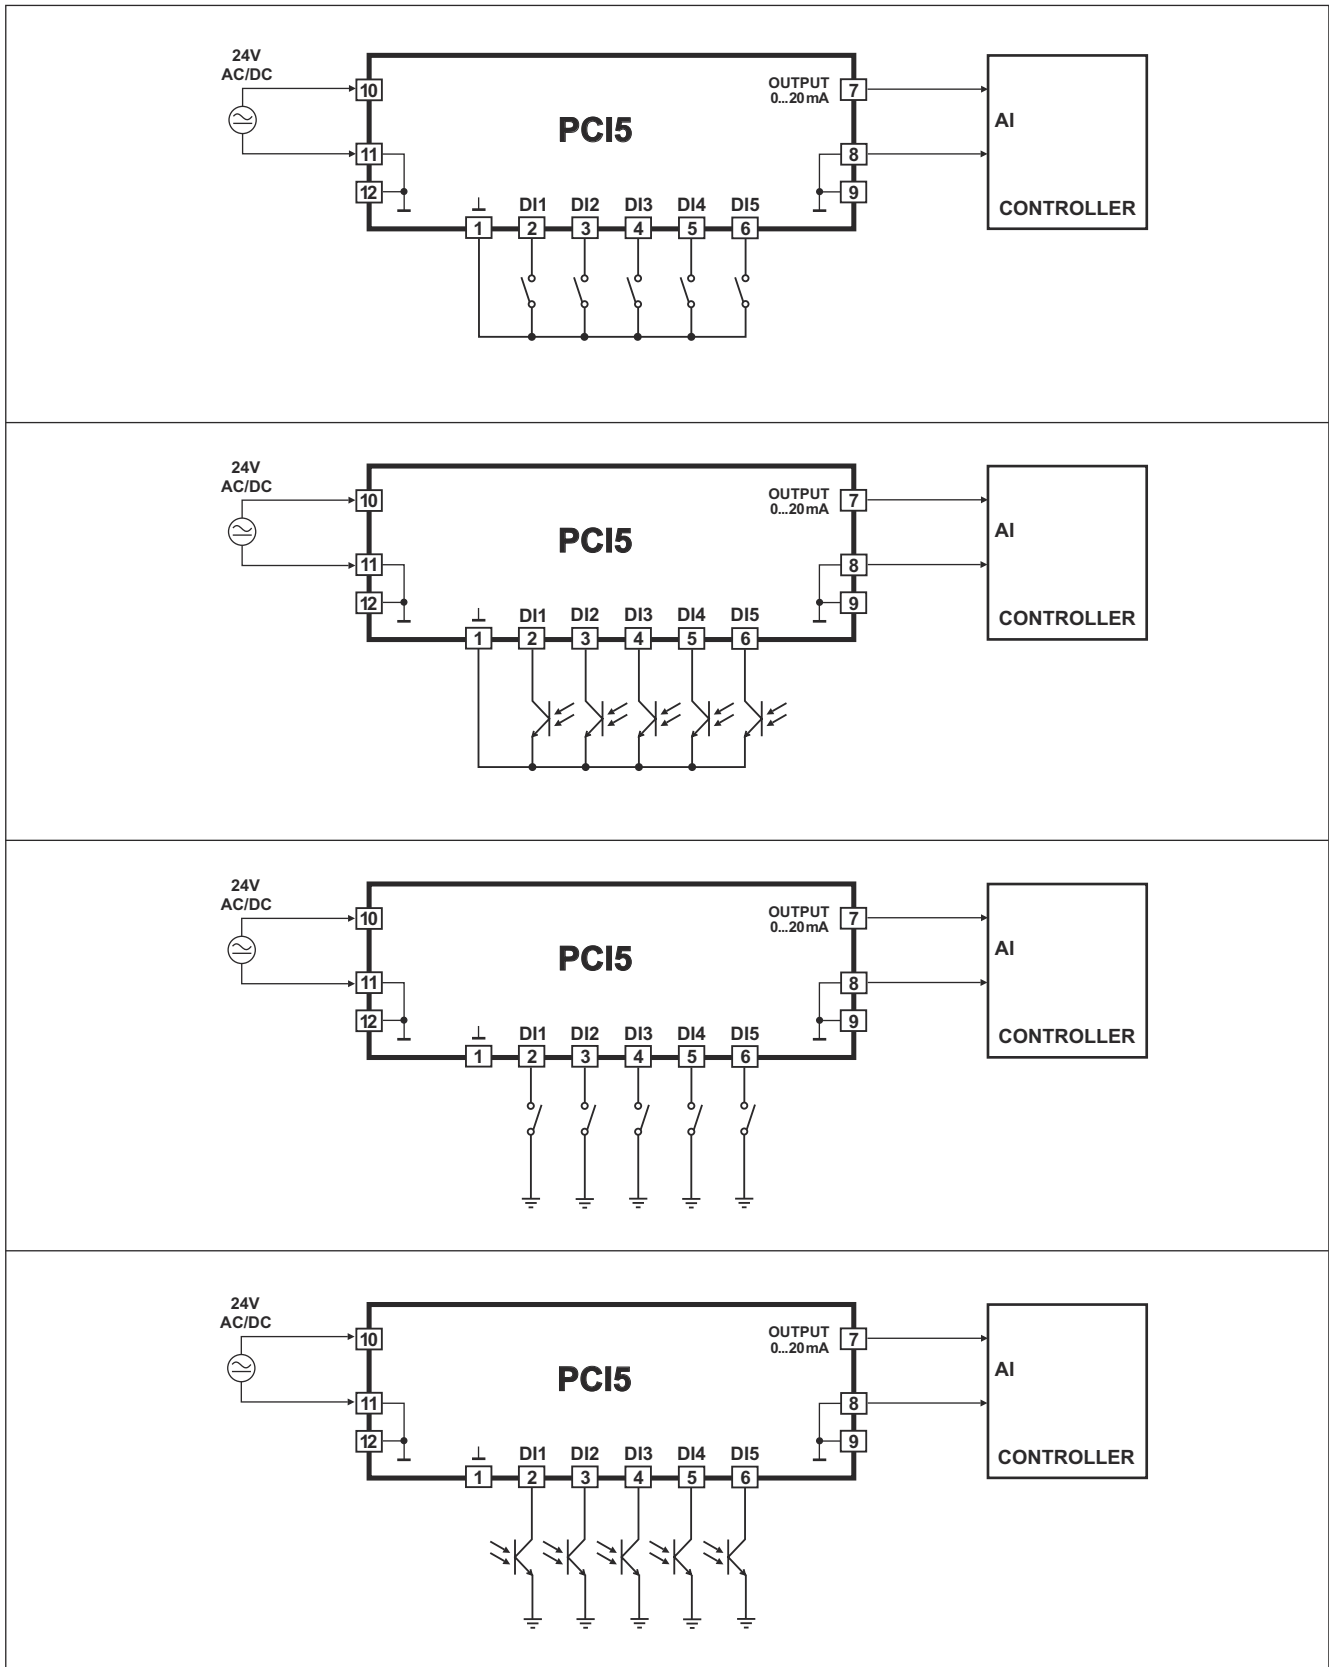 24V
AC/DC
10
OUTPUT
0...20mA
7
AI
PCI5
11
8
12
9
CONTROLLER
DI1 DI2 DI3 DI4 DI5
1 2 3 4 5 6
24V
AC/DC
10
OUTPUT
0...20mA
7
AI
PCI5
11
8
12
9
CONTROLLER
DI1 DI2 DI3 DI4 DI5
1 2 3 4 5 6
24V
AC/DC
10
OUTPUT
0...20mA
7
AI
PCI5
11
8
12
9
CONTROLLER
DI1 DI2 DI3 DI4 DI5
1 2 3 4 5 6
24V
AC/DC
10
OUTPUT
0...20mA
7
AI
PCI5
11
8
12
9
CONTROLLER
DI1 DI2 DI3 DI4 DI5
1 2 3 4 5 6